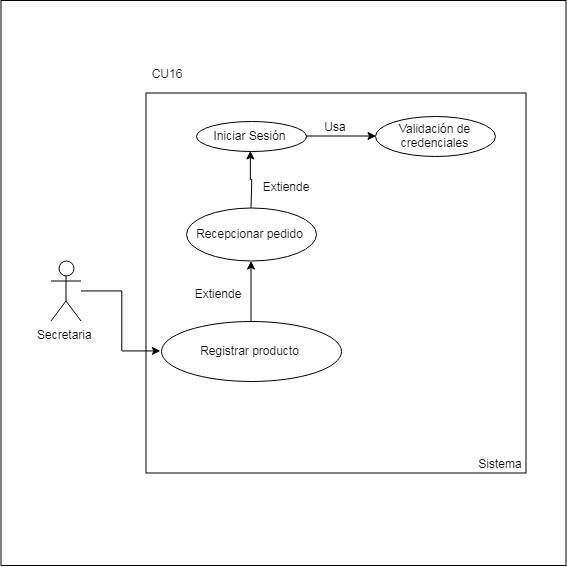 CU16
Iniciar Sesión
Usa
Validación de
credenciales
Extiende
Recepcionar pedido
Extiende
Secretaria
Registrar producto
Sistema